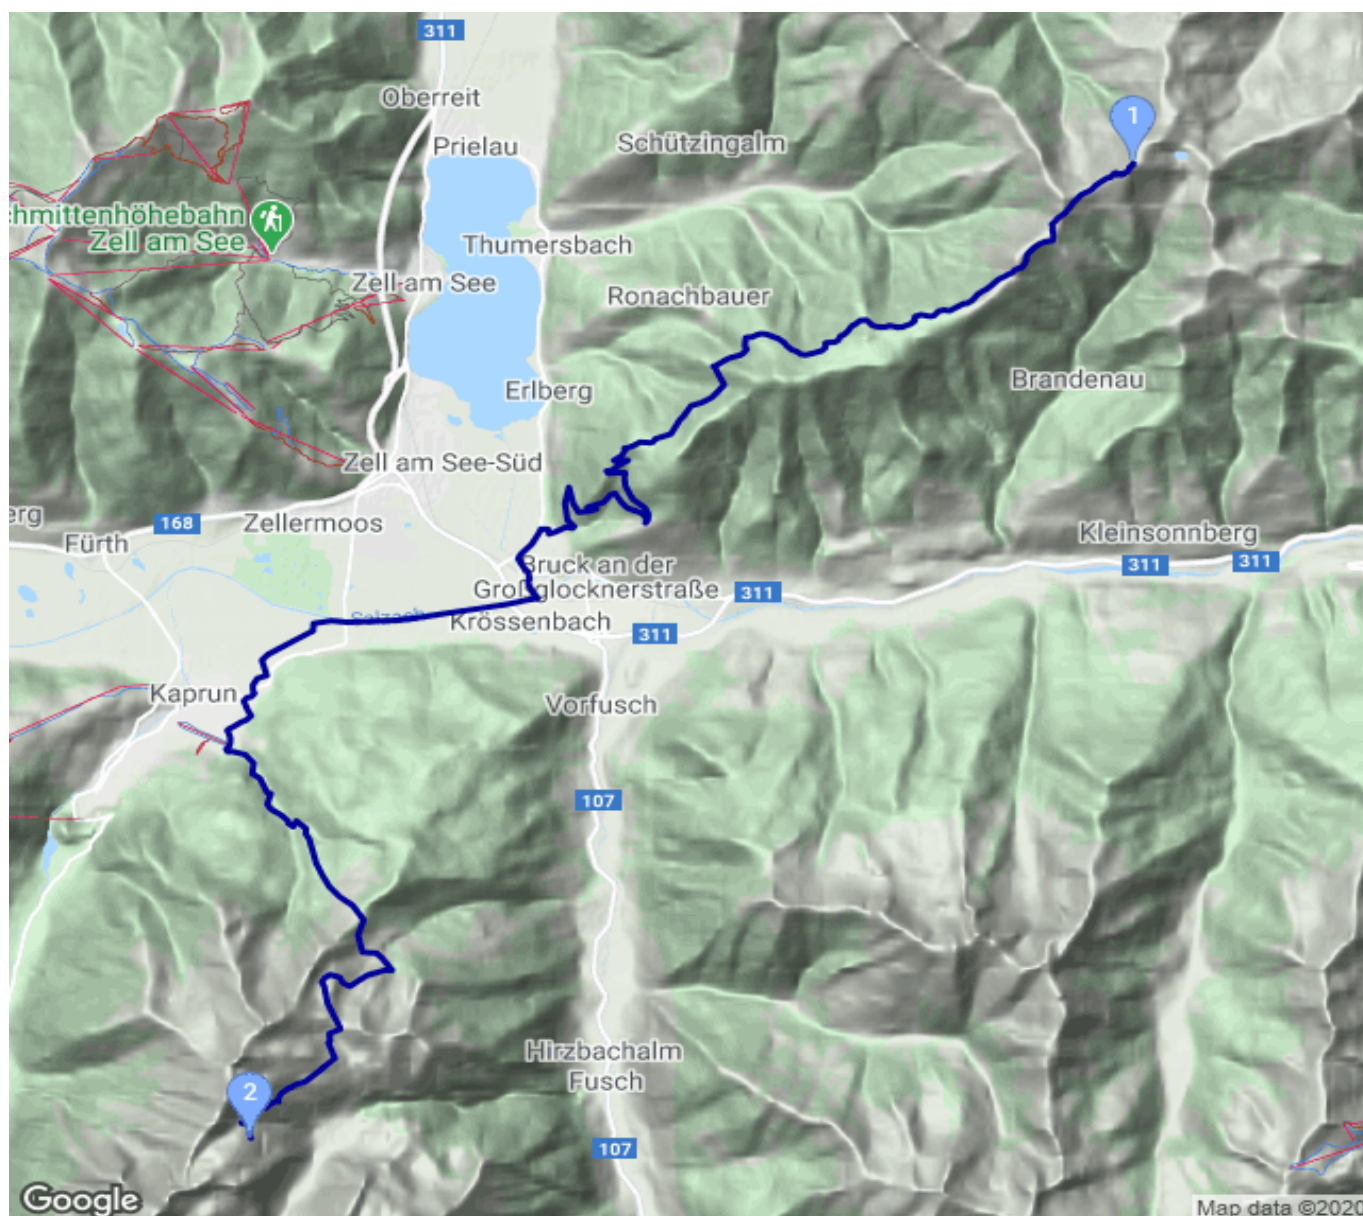 311
Oberreit
1
Prielau
Schützingalm
chmittenhöhebahn
Zell am See
Thumersbach
Zell am See
Ronachbauer
Brandenau
Erlberg
Zell am See-Süd
erg
168
Zellermoos
Fürth
Kleinsonnberg
311
311
Bruck an der
Großglocknerstraße
311
Salzach
Krössenbach
311
Kaprun
Vorfusch
107
Hirzbachalm
Fusch
2
107
Google
Map data ©2020